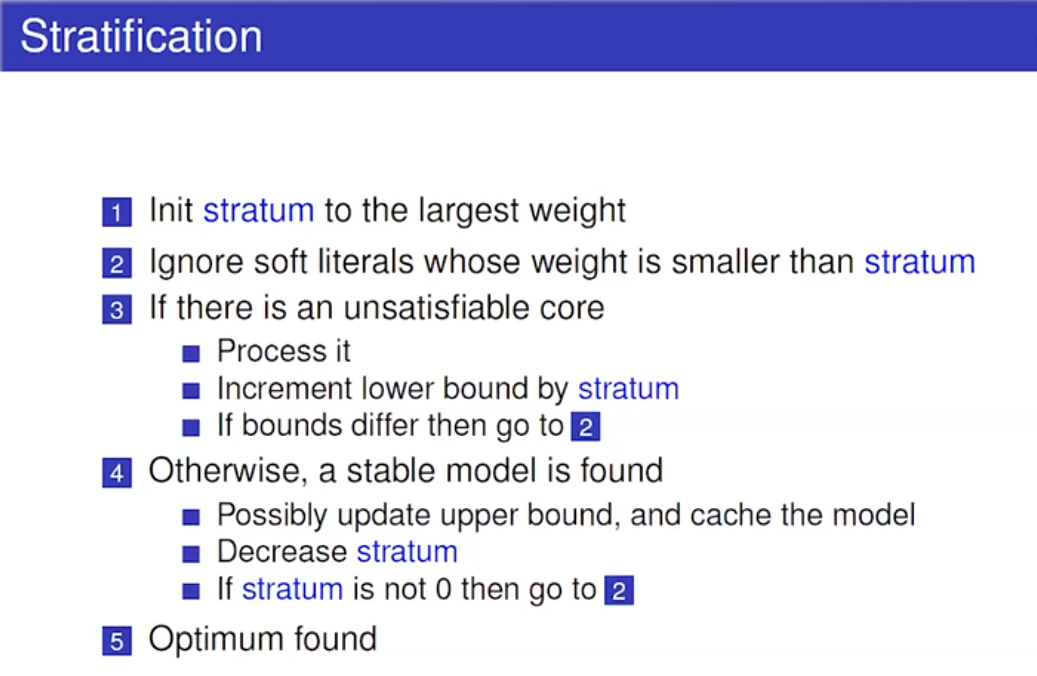 Stratification
1 Init stratum to the largest weight
2 Ignore soft literals whose weight is smaller than stratum
3 If there is an unsatisfiable core
Process it
Increment lower bound by stratum
If bounds differ then go to 2
4 Otherwise, a stable model is found
Possibly update upper bound, and cache the model
Decrease stratum
If stratum is not 0 then go to 2
5 Optimum found